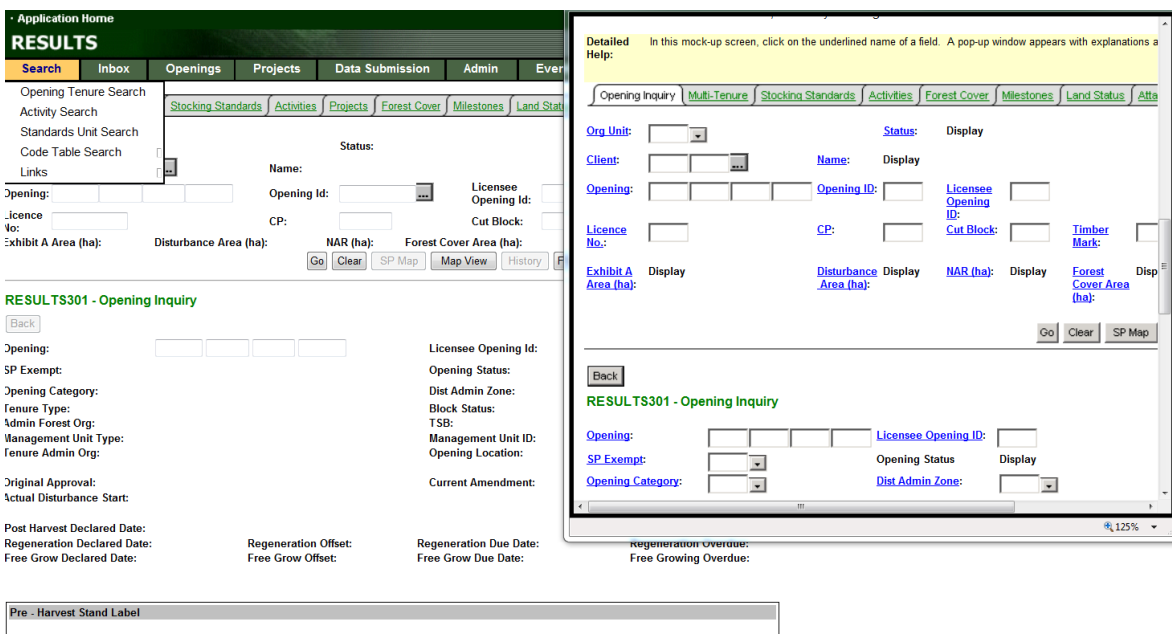 · Application Home
RESULTS
Search Inbox Openings Projects Data Submission Admin
Opening Tenure Search
Activity Search
Standards Unit Search
Code Table Search
Links
Stocking Standards Activities Projects Forest Cover Milestones Land
Status:
Name:
Opening: Opening Id: Licensee Opening Id:
Licence No: CP: Cut Block:
Exhibit A Area (ha): Disturbance Area (ha): NAR (ha): Forest Cover Area (ha):
Go Clear SP Map Map View History
RESULTS301 - Opening Inquiry
Back
Opening: Licensee Opening Id:
SP Exempt: Opening Status:
Opening Category: Dist Admin Zone:
Tenure Type: Block Status:
Admin Forest Org: TSB:
Management Unit Type: Management Unit ID:
Tenure Admin Org: Opening Location:
Original Approval: Current Amendment:
Actual Disturbance Start:
Post Harvest Declared Date:
Regeneration Declared Date: Regeneration Offset: Regeneration Due Date: Regeneration Overdue:
Free Grow Declared Date: Free Grow Offset: Free Grow Due Date: Free Growing Overdue:
Pre - Harvest Stand Label
Detailed Help: In this mock-up screen, click on the underlined name of a field. A pop-up window appears with explanations a
Opening Inquiry Multi-Tenure Stocking Standards Activities Forest Cover Milestones Land Status Atta
Org Unit: Status: Display
Client: ... Name: Display
Opening: Opening ID: Licensee Opening ID:
Licence No.: CP: Cut Block: Timber Mark:
Exhibit A Area (ha): Display Disturbance Area (ha): Display NAR (ha): Display Forest Cover Area (ha): Disp
Go Clear SP Map
Back
RESULTS301 - Opening Inquiry
Opening: Licensee Opening ID:
SP Exempt: Opening Status Display
Opening Category: Dist Admin Zone:
125%